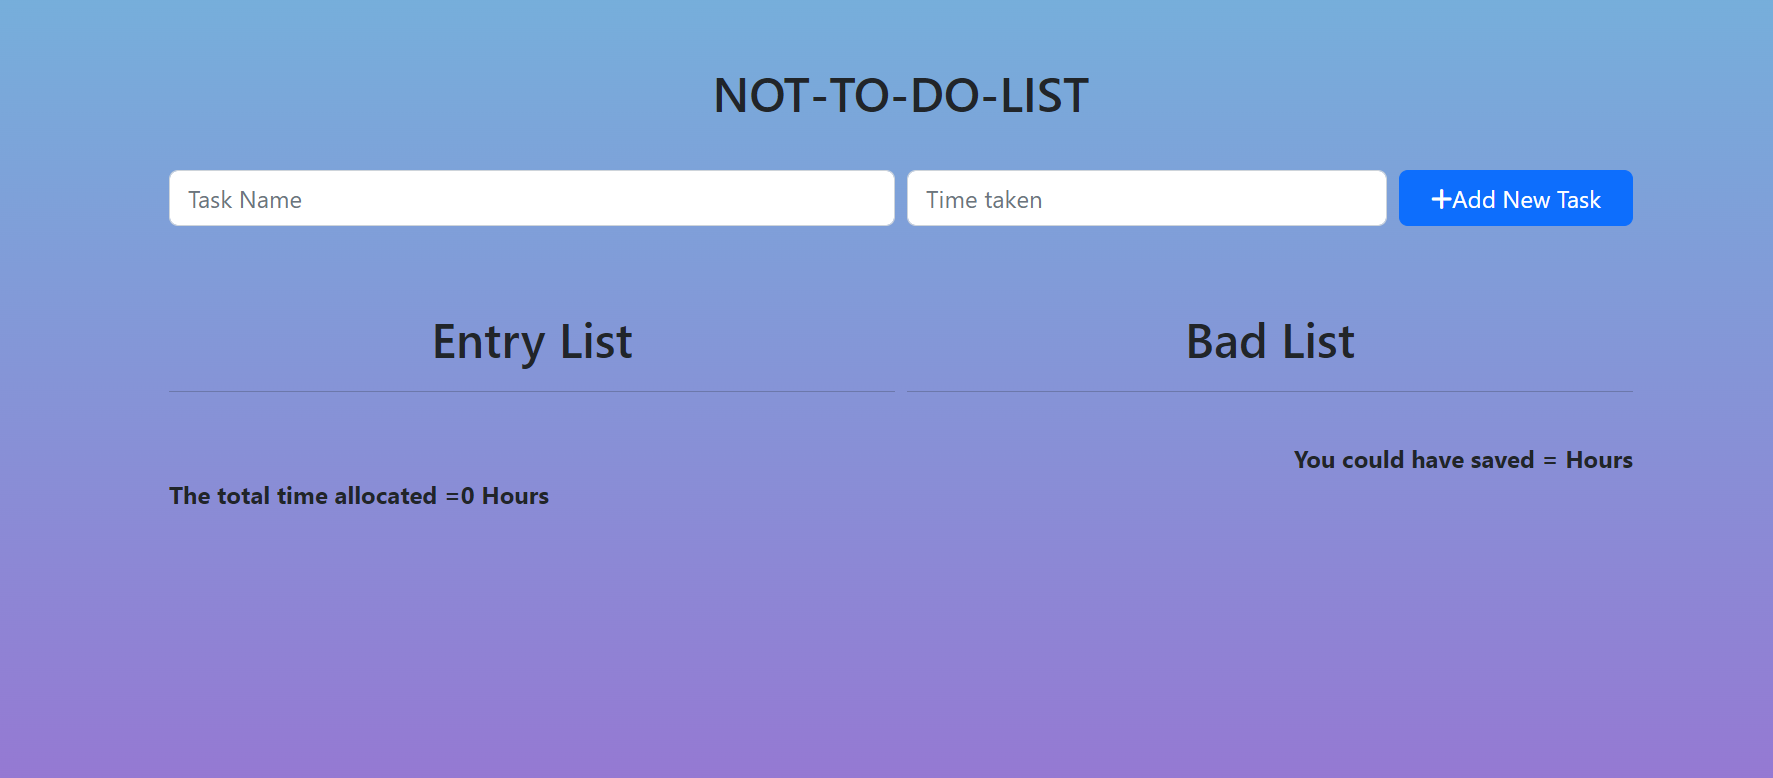 NOT-TO-DO-LIST
Task Name
Time taken
+Add New Task
Entry List
Bad List
You could have saved = Hours
The total time allocated =0 Hours